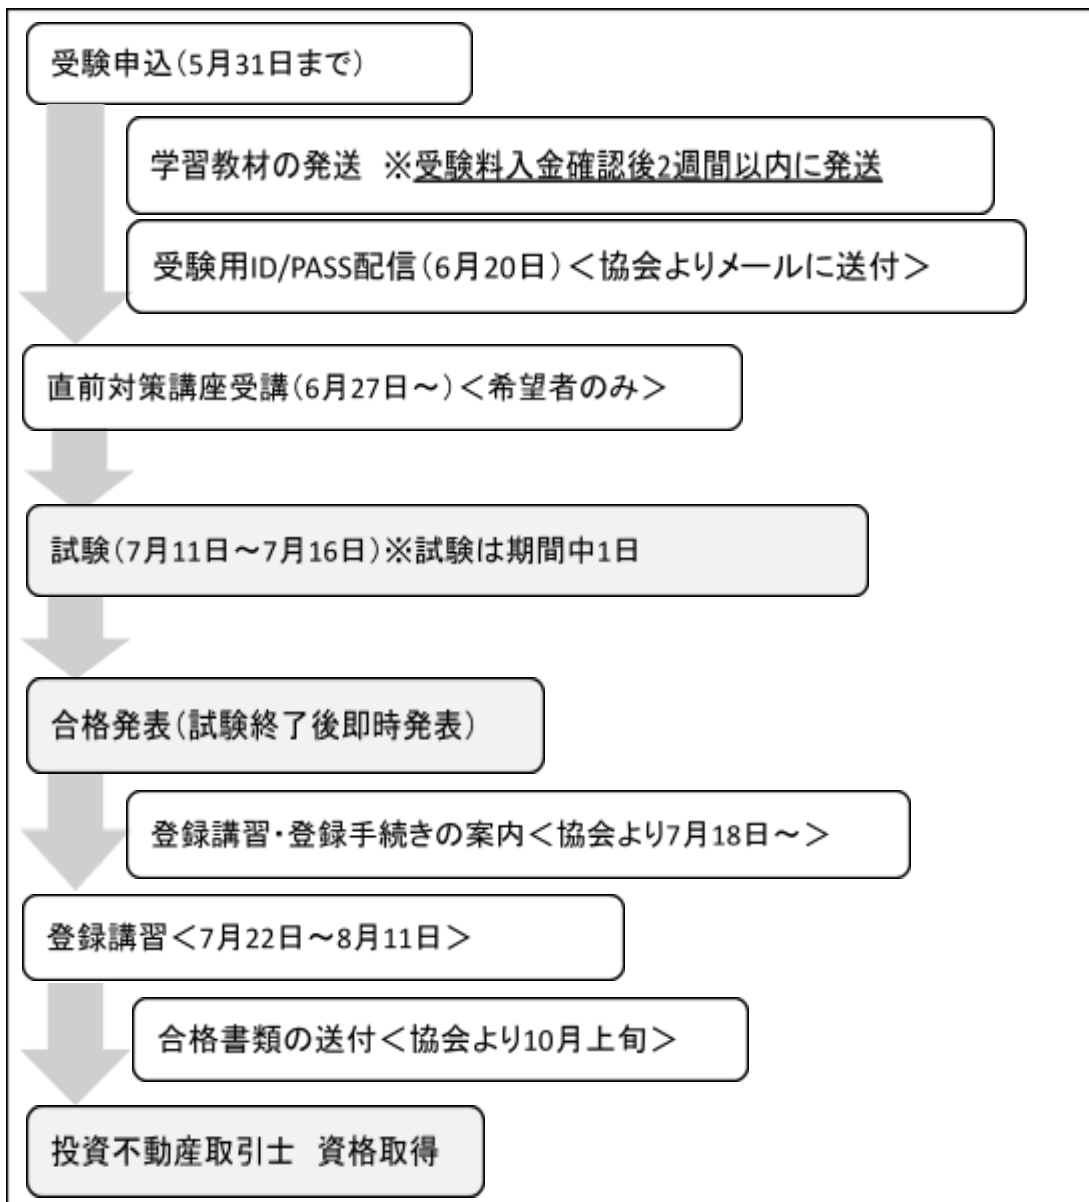 受験申込(5月31日まで)
学習教材の発送　※受験料入金確認後2週間以内に発送
受験用ID/PASS配信(6月20日)<協会よりメールに送付>
直前対策講座受講(6月27日～)<希望者のみ>
試験(7月11日～7月16日)※試験は期間中1日
合格発表(試験終了後即時発表)
登録講習・登録手続きの案内<協会より7月18日～>
登録講習<7月22日～8月11日>
合格書類の送付<協会より10月上旬>
投資不動産取引士　資格取得